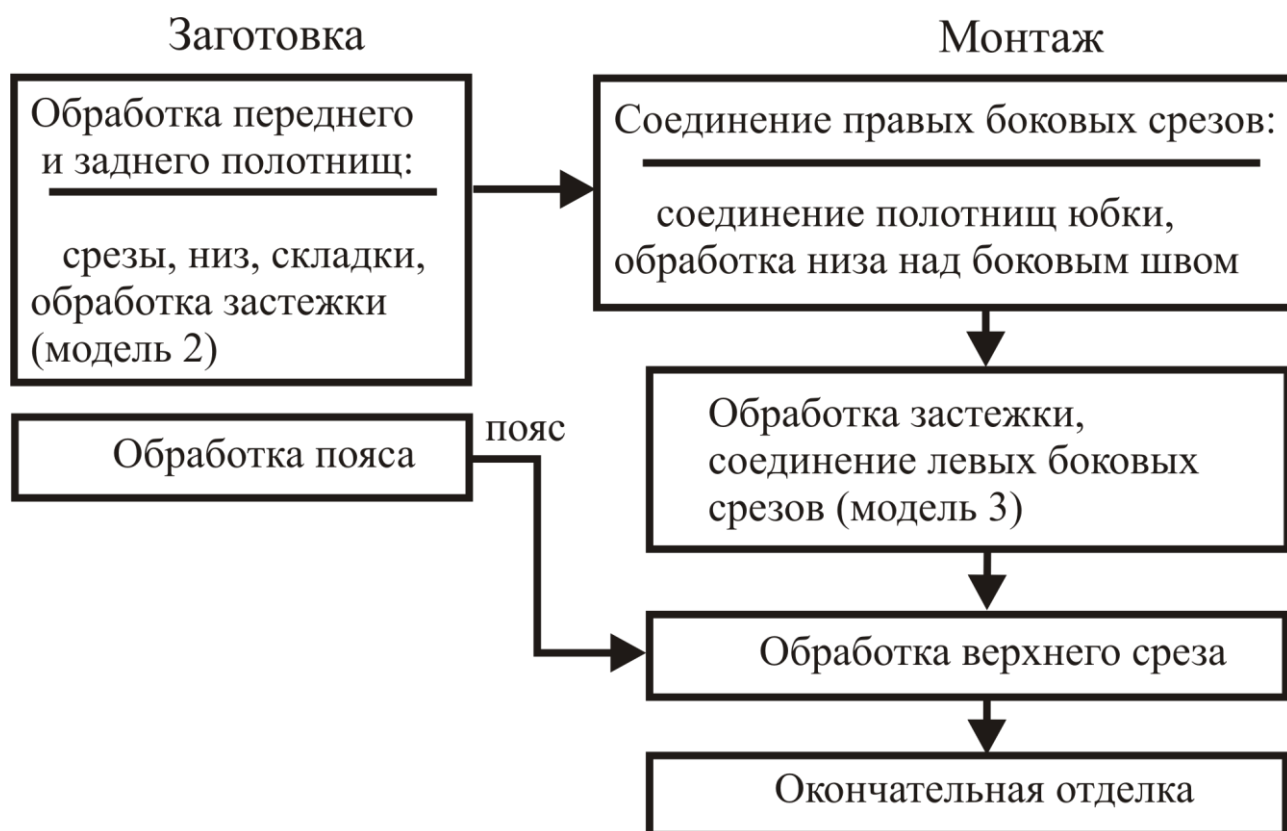 Заготовка
Обработка переднего
и заднего полотнищ:
срезы, низ, складки,
обработка застежки
(модель 2)
Обработка пояса
пояс
Монтаж
Соединение правых боковых срезов:
соединение полотнищ юбки,
обработка низа над боковым швом
Обработка застежки,
соединение левых боковых
срезов (модель 3)
Обработка верхнего среза
Окончательная отделка